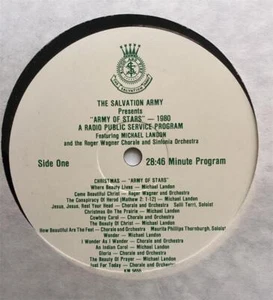 THE SALVATION ARMY
Presents
"ARMY OF STARS" — 1980
A RADIO PUBLIC SERVICE PROGRAM
Featuring MICHAEL LANDON
and the Roger Wagner Chorale and Sinfonia Orchestra
Side One
28:46 Minute Program
CHRISTMAS — "ARMY OF STARS"
Where Beauty Lives — Michael Landon
Come Beautiful Christ — Roger Wagner and Orchestra
The Conspiracy Of Herod (Mathew 2: 1-12) — Michael Landon
Jesus, Jesus, Rest Your Head — Chorale and Orchestra, Salli Terri, Soloist
Christmas On the Prairie — Michael Landon
Cowboy Carol — Chorale and Orchestra
The Beauty Of Christ — Michael Landon
How Beautiful Are the Feet — Chorale and Orchestra — Maurita Phillips Thornburgh, Soloist
Wonder — Michael Landon
I Wonder As I Wander — Chorale and Orchestra
An Indian Carol — Michael Landon
Gloria — Chorale and Orchestra
The Beauty Of Peace — Michael Landon
Just For Today — Chorale and Orchestra